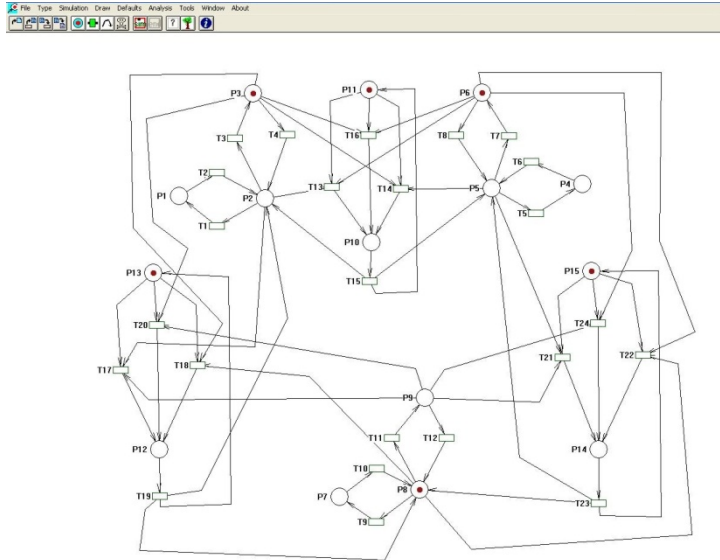 File Type Simulation Draw Defaults Analysis Tools Window About
P3
P11
P6
T3
T4
T16
T8
T7
T2
T6
P1
P2
T13
T14
P5
P4
T1
T5
P10
P13
T15
P15
T20
T24
T17
T18
T21
T22
P9
P12
T11
T12
P14
T10
T19
P7
P8
T23
T9